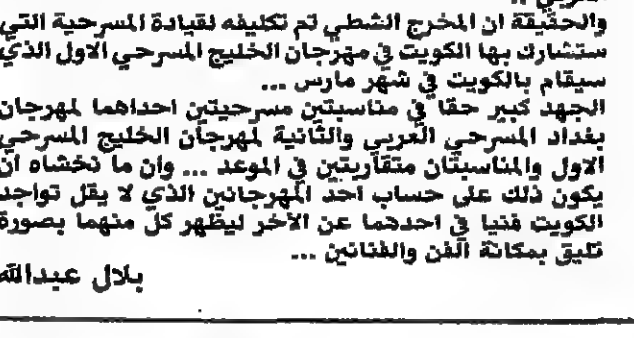 والحقيقة ان المخرج الشطي تم تكليفه لقيادة المسرحية التي
ستشارك بها الكويت في مهرجان الخليج المسرحي الاول الذي
سيقام بالكويت في شهر مارس ...
الجهد كبير حقا في مناسبتين مسرحيتين احداهما لمهرجان
بغداد المسرحي العربي والثانية لمهرجان الخليج المسرحي
الاول والمناسبتان متقاربتين في الموعد ... وان ما نخشاه ان
يكون ذلك على حساب احد المهرجانين الذي لا يقل تواجد
الكويت فنيا في احدهما عن الآخر ليظهر كل منهما بصورة
تليق بمكانة الفن والفنانين ...
بلال عبدالله